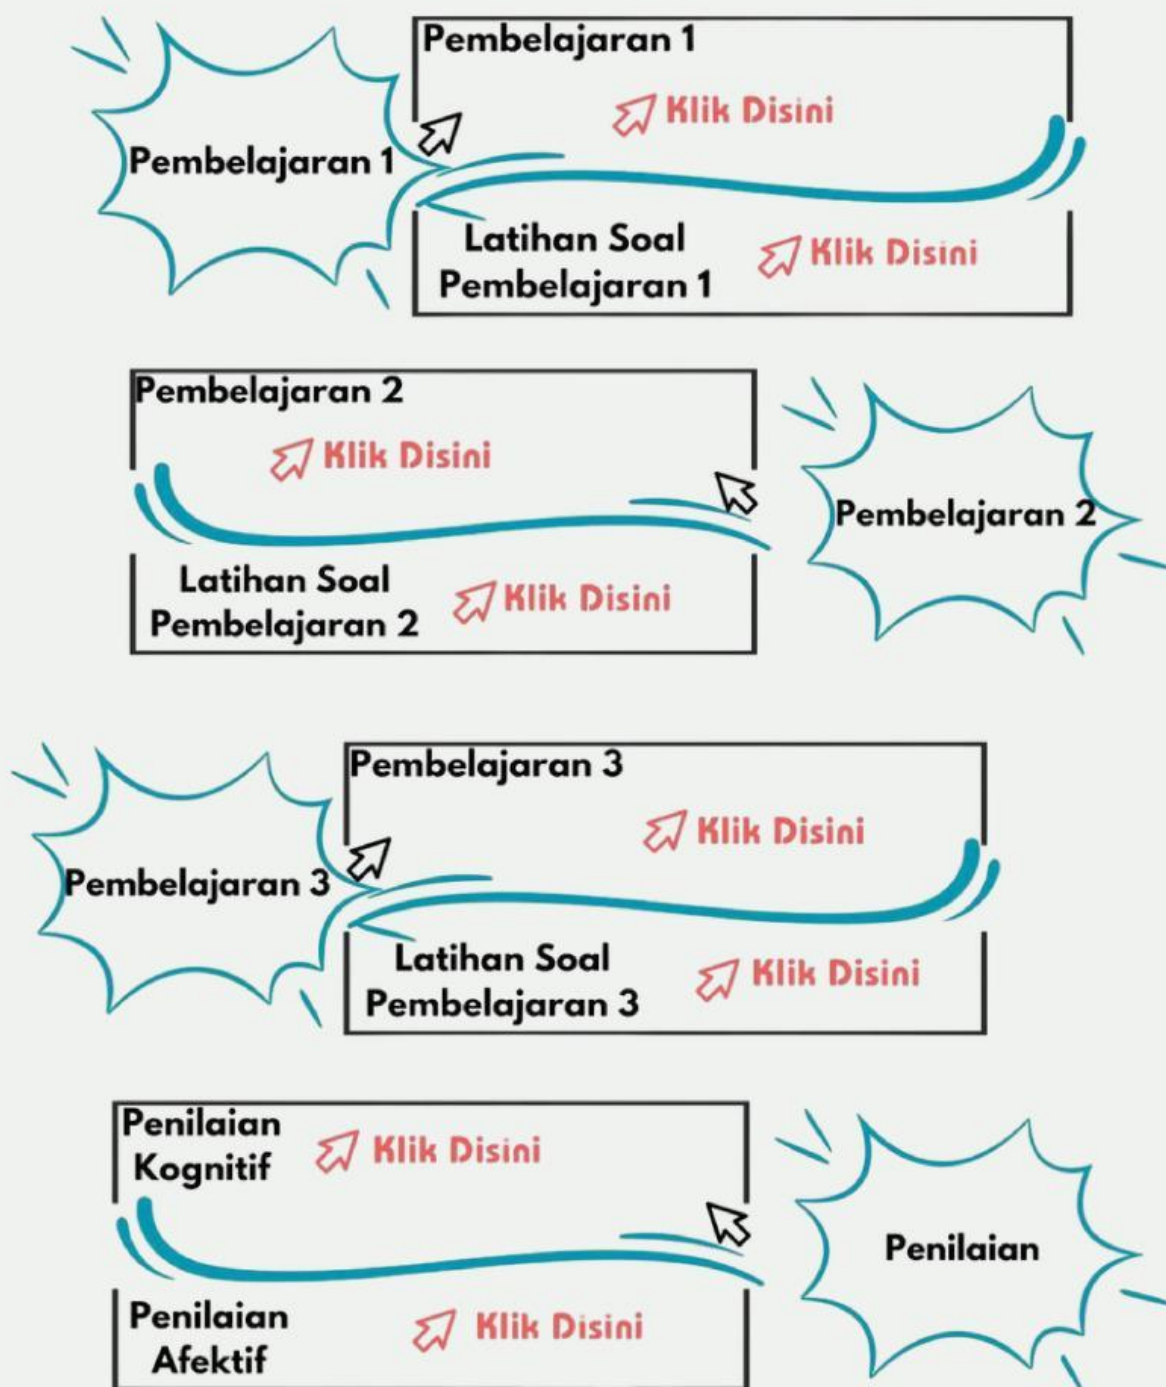 Pembelajaran 1
Klik Disini
Pembelajaran 1
Latihan Soal
Pembelajaran 1
Klik Disini
Pembelajaran 2
Klik Disini
Pembelajaran 2
Latihan Soal
Pembelajaran 2
Klik Disini
Pembelajaran 3
Klik Disini
Pembelajaran 3
Latihan Soal
Pembelajaran 3
Klik Disini
Penilaian
Kognitif
Klik Disini
Penilaian
Penilaian
Afektif
Klik Disini